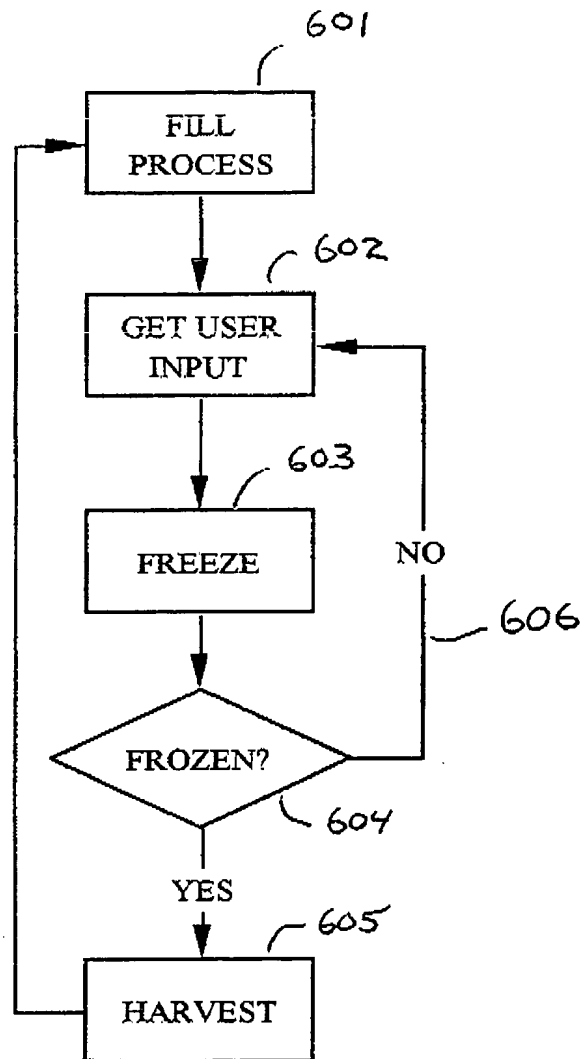 601
FILL
PROCESS
602
GET USER
INPUT
603
FREEZE
NO
606
FROZEN?
604
YES
605
HARVEST